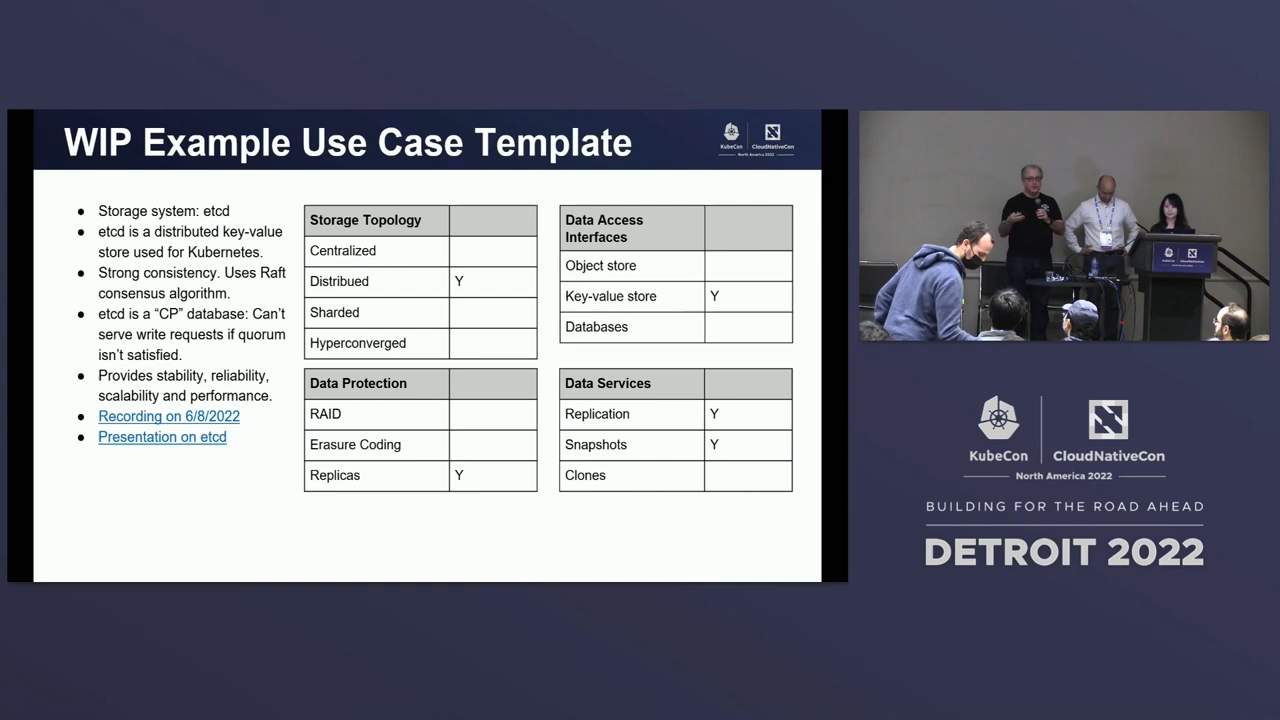 WIP Example Use Case Template
KubeCon
CloudNativeCon
North America 2022
● Storage system: etcd
● etcd is a distributed key-value
store used for Kubernetes.
● Strong consistency. Uses Raft
consensus algorithm.
● etcd is a “CP” database: Can’t
serve write requests if quorum
isn’t satisfied.
● Provides stability, reliability,
scalability and performance.
● Recording on 6/8/2022
● Presentation on etcd
Storage Topology
Centralized
Distribued Y
Sharded
Hyperconverged
Data Protection
RAID
Erasure Coding
Replicas Y
Data Access
Interfaces
Object store
Key-value store Y
Databases
Data Services
Replication Y
Snapshots Y
Clones
KubeCon
CloudNativeCon
North America 2022
BUILDING FOR THE ROAD AHEAD
DETROIT 2022